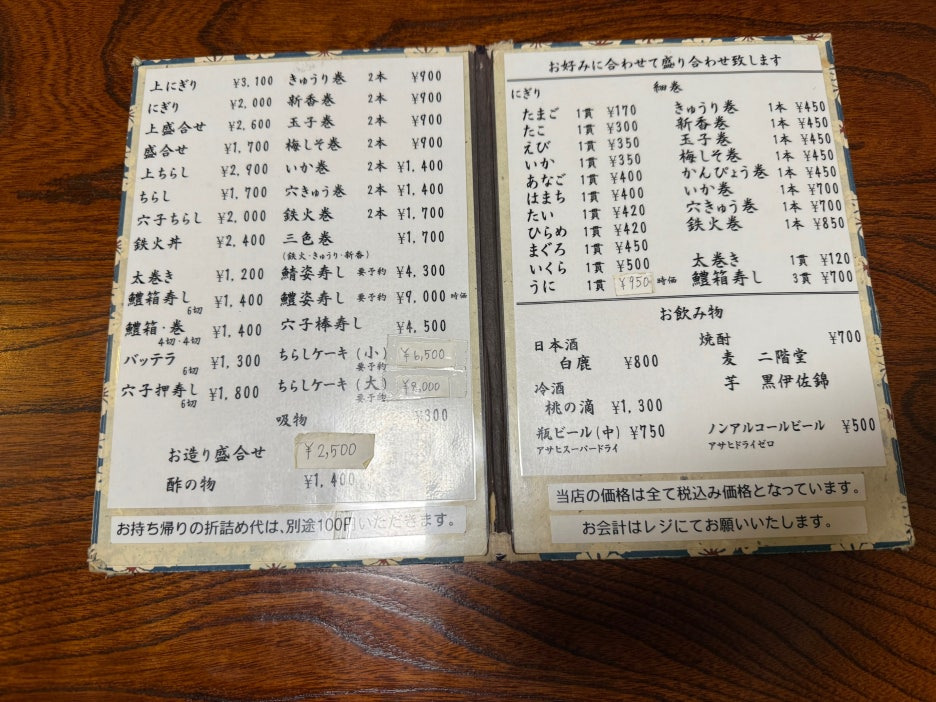 上にぎり ¥3,100
にぎり ¥2,000
上盛合せ ¥2,600
盛合せ ¥1,700
上ちらし ¥2,900
ちらし ¥1,700
穴子ちらし ¥2,000
鉄火丼 ¥2,400
太巻き ¥1,200
鱧箱寿し ¥1,400
6切
鱧箱・巻 ¥1,400
4切・4切
バッテラ ¥1,300
6切
穴子押寿し ¥1,800
6切
きゅうり巻 2本 ¥900
新香巻 2本 ¥900
玉子巻 2本 ¥900
梅しそ巻 2本 ¥900
いか巻 2本 ¥1,400
穴きゅう巻 2本 ¥1,400
鉄火巻 2本 ¥1,700
三色巻 ¥1,700
(鉄火・きゅうり・新香)
鯖姿寿し 要予約 ¥4,300
鱧姿寿し 要予約 ¥9,000 時価
穴子棒寿し ¥4,500
ちらしケーキ(小) ¥6,500
要予約
ちらしケーキ(大) ¥9,000
要予約
吸物 ¥300
お造り盛合せ ¥2,500
酢の物 ¥1,400
お持ち帰りの折詰め代は、別途100円いただきます。
お好みに合わせて盛り合わせ致します
にぎり
たまご 1貫 ¥170
たこ 1貫 ¥300
えび 1貫 ¥350
いか 1貫 ¥350
あなご 1貫 ¥400
はまち 1貫 ¥400
たい 1貫 ¥420
ひらめ 1貫 ¥420
まぐろ 1貫 ¥450
いくら 1貫 ¥500
うに 1貫 ¥950 時価
細巻
きゅうり巻 1本 ¥450
新香巻 1本 ¥450
玉子巻 1本 ¥450
梅しそ巻 1本 ¥450
かんぴょう巻 1本 ¥450
いか巻 1本 ¥700
穴きゅう巻 1本 ¥700
鉄火巻 1本 ¥850
太巻き 1貫 ¥120
鱧箱寿し 3貫 ¥700
お飲み物
日本酒
白鹿 ¥800
冷酒
桃の滴 ¥1,300
瓶ビール(中) ¥750
アサヒスーパードライ
焼酎 ¥700
麦 二階堂
芋 黒伊佐錦
ノンアルコールビール ¥500
アサヒドライゼロ
当店の価格は全て税込み価格となっています。
お会計はレジにてお願いいたします。